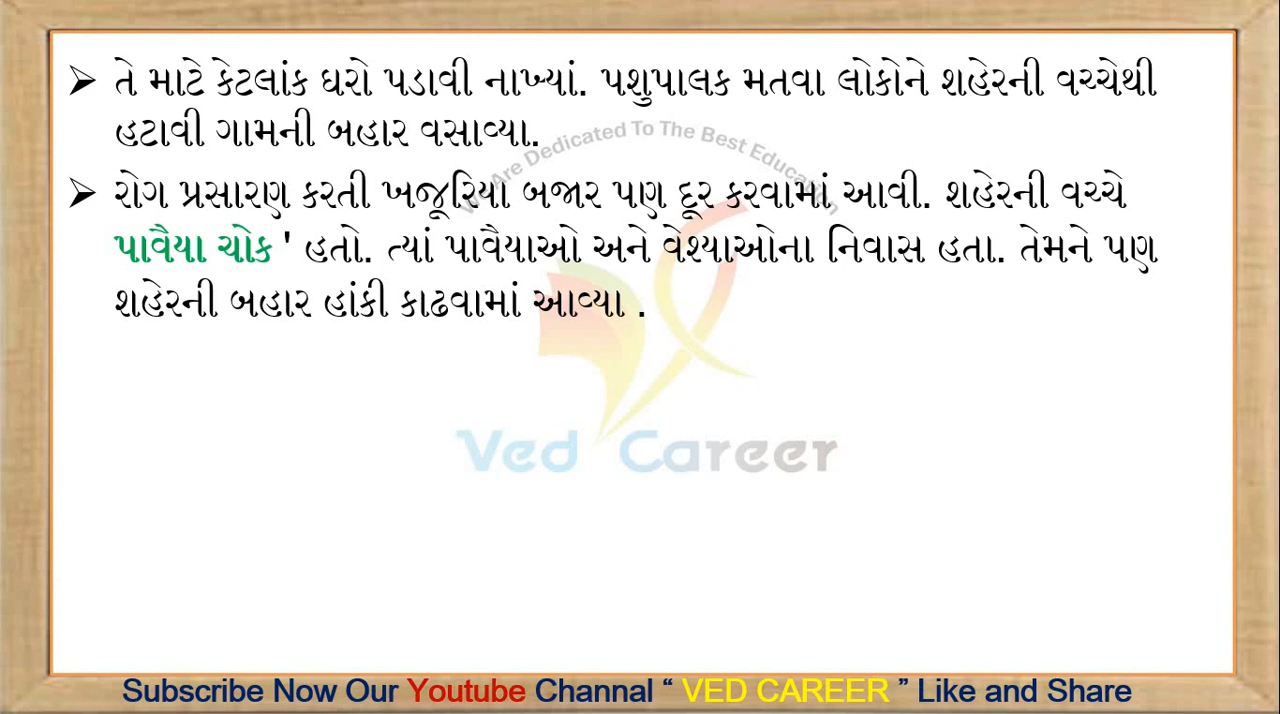 ➢ તે માટે કેટલાંક ઘરો પડાવી નાખ્યાં. પશુપાલક મતવા લોકોને શહેરની વચ્ચેથી
હટાવી ગામની બહાર વસાવ્યા.
We Are Dedicated To The Best Education
➢ રોગ પ્રસારણ કરતી ખજૂરિયા બજાર પણ દૂર કરવામાં આવી. શહેરની વચ્ચે
પાવૈયા ચોક ' હતો. ત્યાં પાવૈયાઓ અને વેશ્યાઓના નિવાસ હતા. તેમને પણ
શહેરની બહાર હાંકી કાઢવામાં આવ્યા .
Ved Career
Subscribe Now Our Youtube Channal “ VED CAREER ” Like and Share